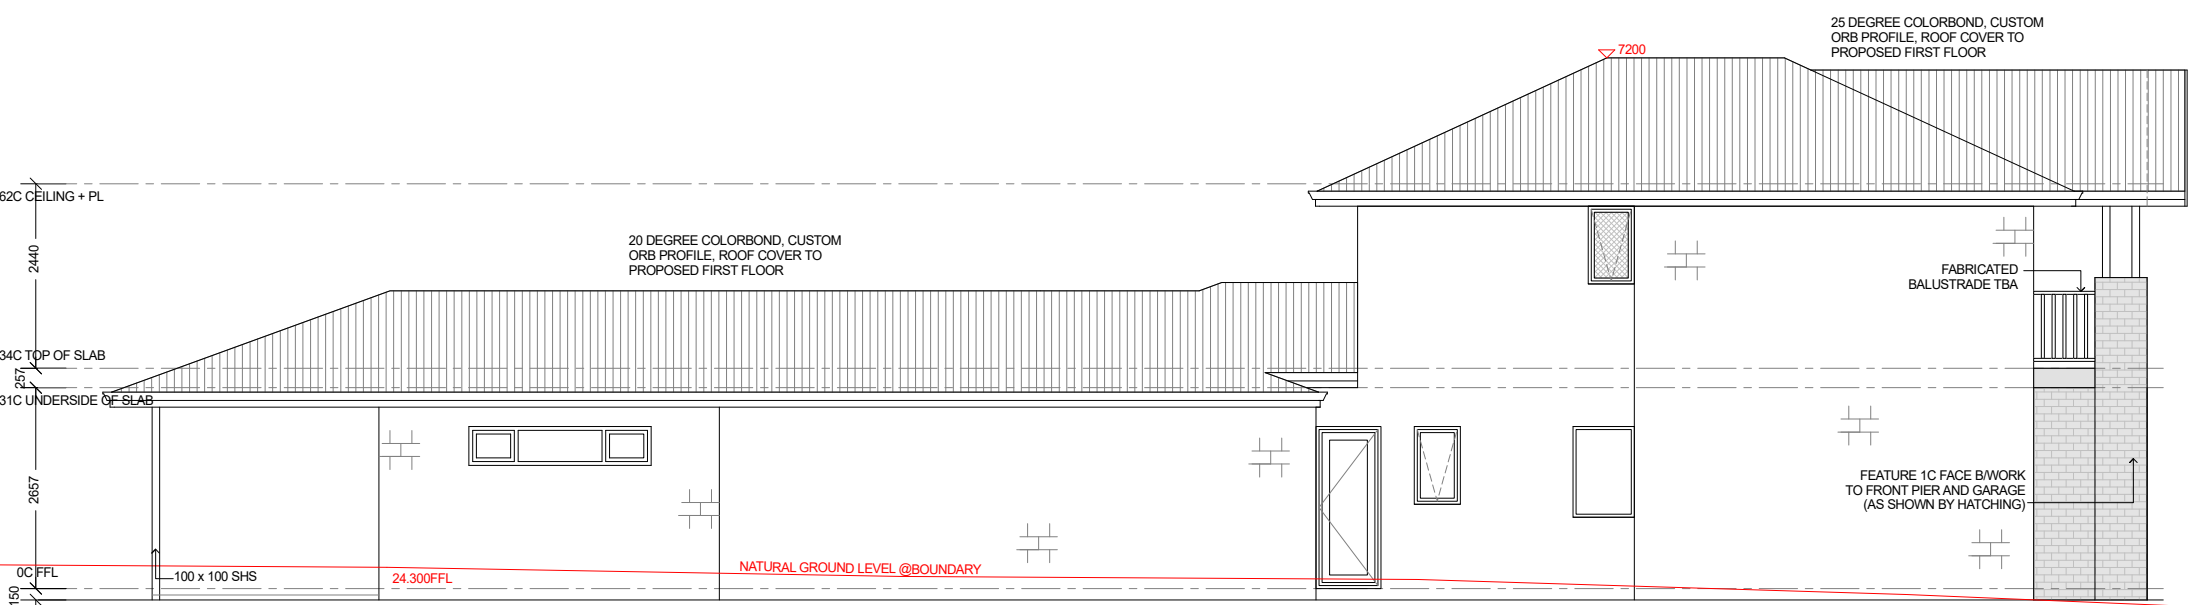 25 DEGREE COLORBOND, CUSTOM
ORB PROFILE, ROOF COVER TO
PROPOSED FIRST FLOOR
7200
62C CEILING + PL
2440
20 DEGREE COLORBOND, CUSTOM
ORB PROFILE, ROOF COVER TO
PROPOSED FIRST FLOOR
FABRICATED
BALUSTRADE TBA
34C TOP OF SLAB
257
31C UNDERSIDE OF SLAB
2657
FEATURE 1C FACE B/WORK
TO FRONT PIER AND GARAGE
(AS SHOWN BY HATCHING)
NATURAL GROUND LEVEL @BOUNDARY
0C FFL
100 x 100 SHS
24.300FFL
150